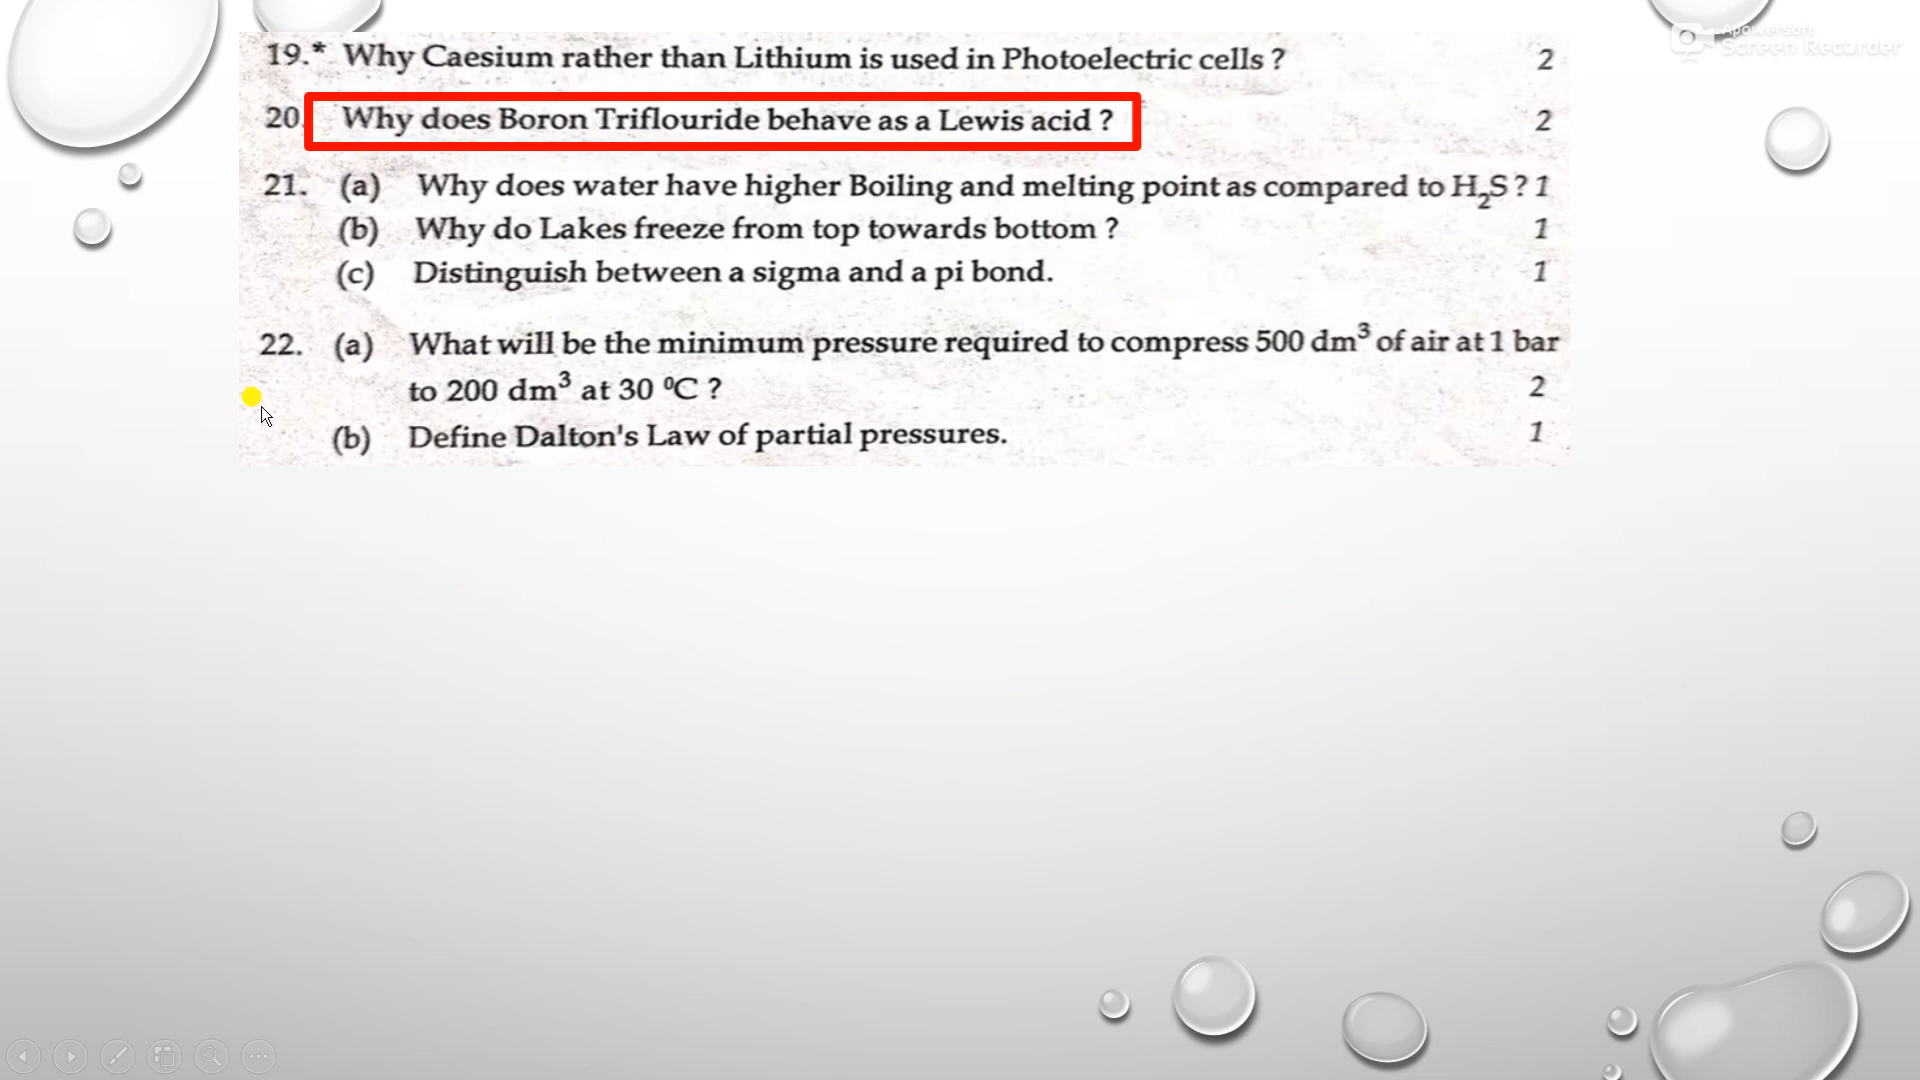 Apowersoft
Screen Recorder
19.* Why Caesium rather than Lithium is used in Photoelectric cells ? 2
20. Why does Boron Triflouride behave as a Lewis acid ? 2
21. (a) Why does water have higher Boiling and melting point as compared to H₂S ? 1
(b) Why do Lakes freeze from top towards bottom ? 1
(c) Distinguish between a sigma and a pi bond. 1
22. (a) What will be the minimum pressure required to compress 500 dm³ of air at 1 bar
to 200 dm³ at 30 ⁰C ? 2
(b) Define Dalton's Law of partial pressures. 1